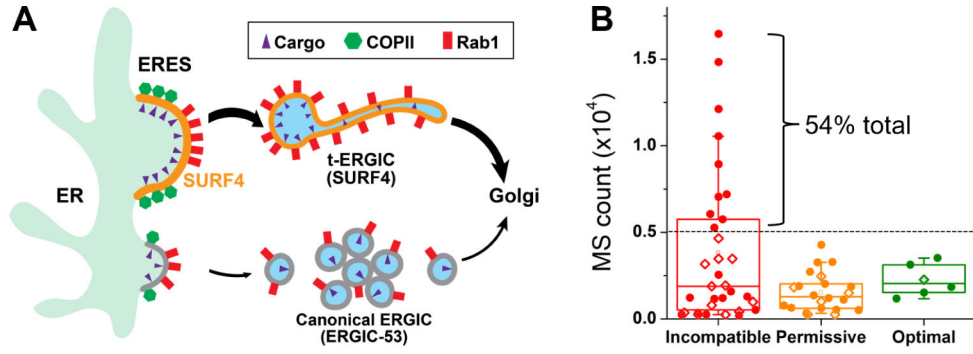 A
Cargo COPII Rab1
ERES
SURF4
ER
t-ERGIC
(SURF4)
Golgi
Canonical ERGIC
(ERGIC-53)
B
MS count (x10⁴)
1.5
1.0
0.5
0.0
54% total
Incompatible Permissive Optimal